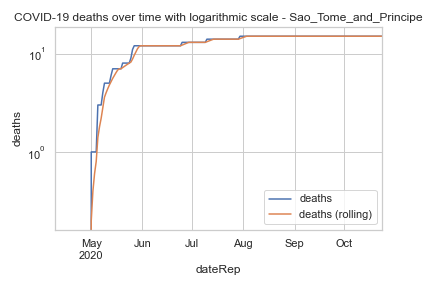 COVID-19 deaths over time with logarithmic scale - Sao_Tome_and_Principe
10¹
10⁰
deaths
deaths
deaths (rolling)
May
2020
Jun
Jul
Aug
Sep
Oct
dateRep